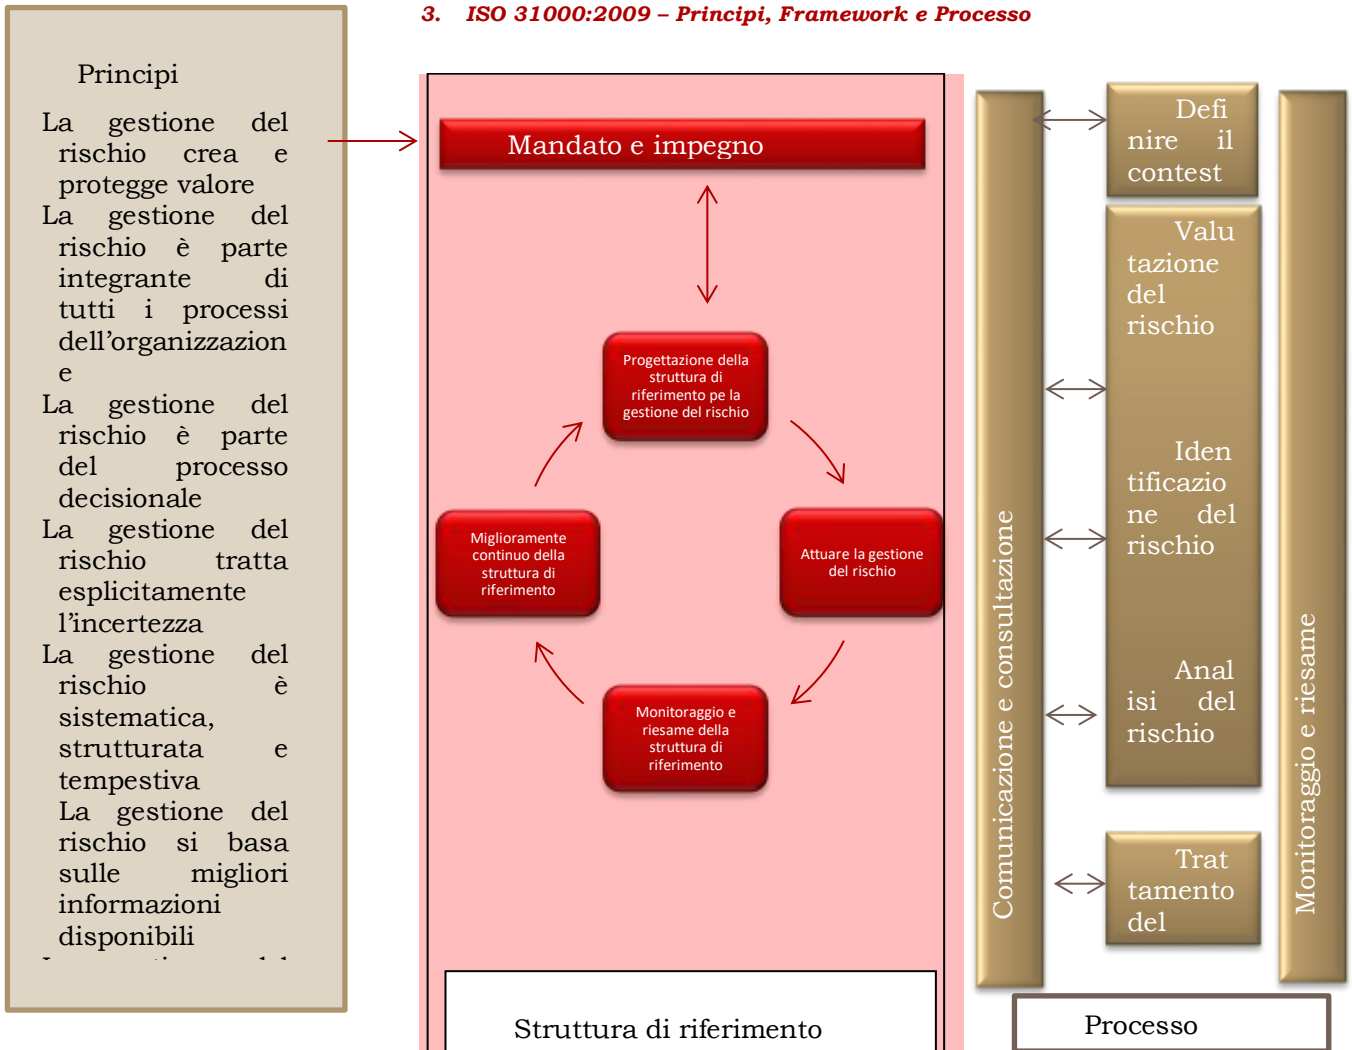 3. ISO 31000:2009 – Principi, Framework e Processo
Principi
La gestione del
rischio crea e
protegge valore
La gestione del
rischio è parte
integrante di
tutti i processi
dell’organizzazion
e
La gestione del
rischio è parte
del processo
decisionale
La gestione del
rischio tratta
esplicitamente
l’incertezza
La gestione del
rischio è
sistematica,
strutturata e
tempestiva
La gestione del
rischio si basa
sulle migliori
informazioni
disponibili
Mandato e impegno
Progettazione della
struttura di
riferimento pe la
gestione del rischio
Attuare la gestione
del rischio
Monitoraggio e
riesame della
struttura di
riferimento
Miglioramente
continuo della
struttura di
riferimento
Struttura di riferimento
Comunicazione e consultazione
Defi
nire il
contest
Valu
tazione
del
rischio
Iden
tificazio
ne del
rischio
Anal
isi del
rischio
Trat
tamento
del
Monitoraggio e riesame
Processo